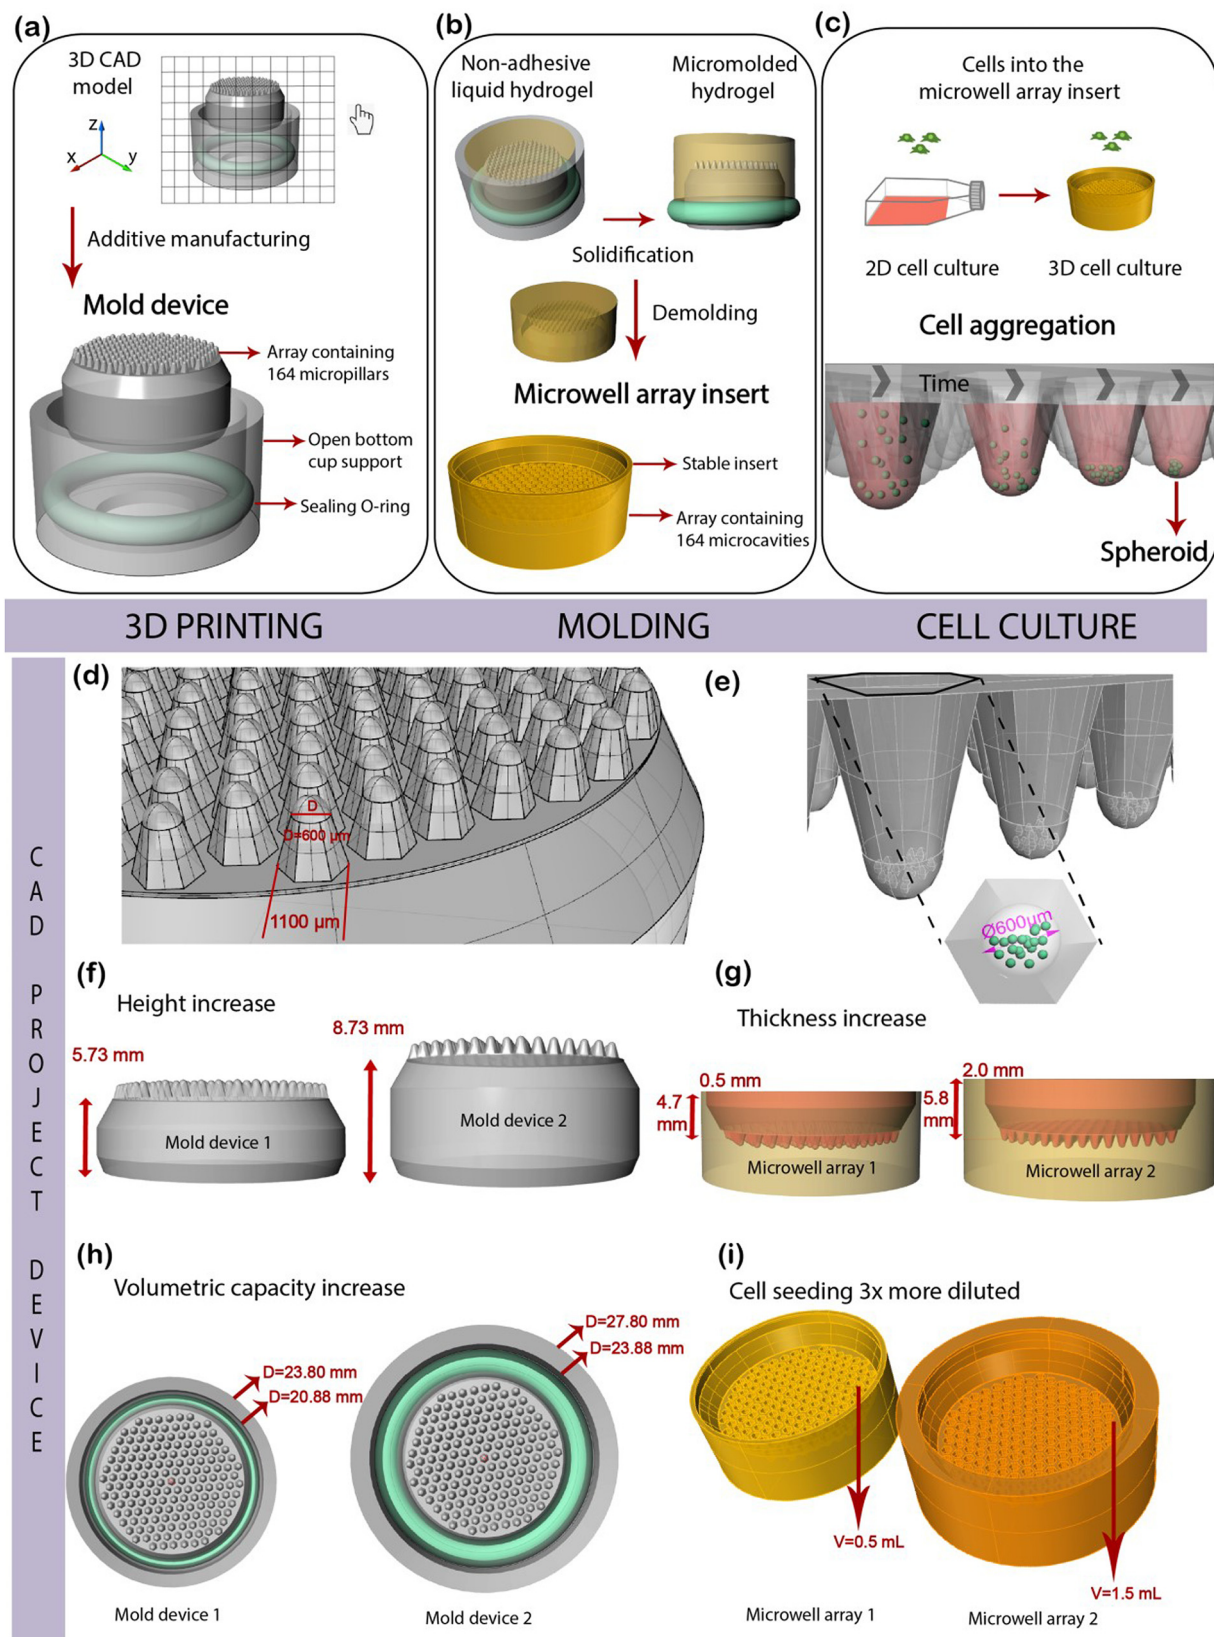 (a)
3D CAD
model
z
x
y
Additive manufacturing
Mold device
Array containing
164 micropillars
Open bottom
cup support
Sealing O-ring
(b)
Non-adhesive
liquid hydrogel
Micromolded
hydrogel
Solidification
Demolding
Microwell array insert
Stable insert
Array containing
164 microcavities
(c)
Cells into the
microwell array insert
2D cell culture
3D cell culture
Cell aggregation
Time
Spheroid
3D PRINTING
MOLDING
CELL CULTURE
CAD PROJECT DEVICE
(d)
D
D=600 µm
1100 µm
(e)
Ø600µm
(f)
Height increase
5.73 mm
Mold device 1
8.73 mm
Mold device 2
(g)
Thickness increase
0.5 mm
4.7
mm
Microwell array 1
2.0 mm
5.8
mm
Microwell array 2
(h)
Volumetric capacity increase
D=23.80 mm
D=20.88 mm
Mold device 1
D=27.80 mm
D=23.88 mm
Mold device 2
(i)
Cell seeding 3x more diluted
V=0.5 mL
Microwell array 1
V=1.5 mL
Microwell array 2